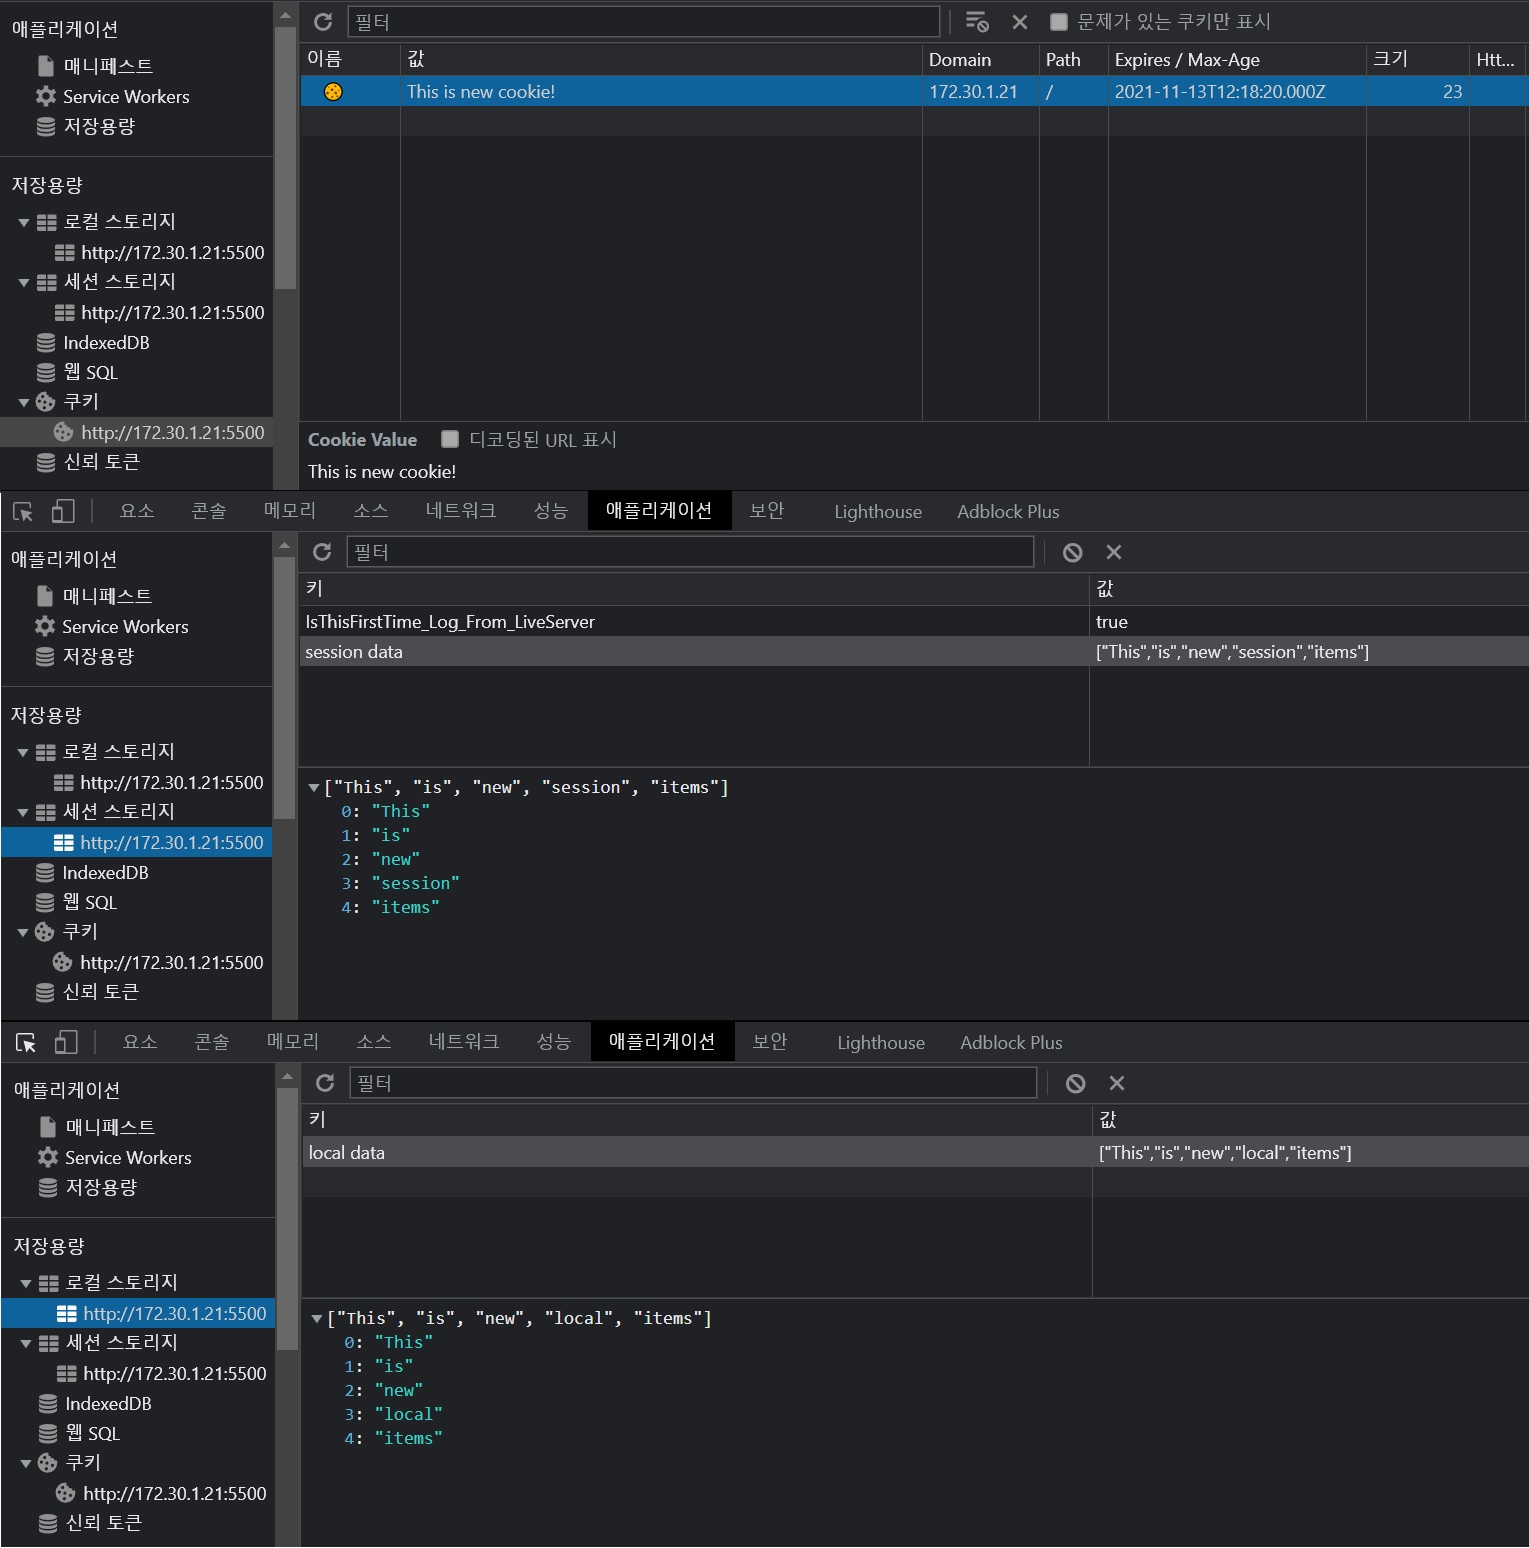 애플리케이션
매니페스트
Service Workers
저장용량
저장용량
로컬 스토리지
http://172.30.1.21:5500
세션 스토리지
http://172.30.1.21:5500
IndexedDB
웹 SQL
쿠키
http://172.30.1.21:5500
신뢰 토큰
필터 문제가 있는 쿠키만 표시
이름 값 Domain Path Expires / Max-Age 크기 Htt...
🍪 This is new cookie! 172.30.1.21 / 2021-11-13T12:18:20.000Z 23
Cookie Value 디코딩된 URL 표시
This is new cookie!
요소 콘솔 메모리 소스 네트워크 성능 애플리케이션 보안 Lighthouse Adblock Plus
애플리케이션
매니페스트
Service Workers
저장용량
저장용량
로컬 스토리지
http://172.30.1.21:5500
세션 스토리지
http://172.30.1.21:5500
IndexedDB
웹 SQL
쿠키
http://172.30.1.21:5500
신뢰 토큰
필터
키 값
IsThisFirstTime_Log_From_LiveServer true
session data ["This","is","new","session","items"]
["This", "is", "new", "session", "items"]
0: "This"
1: "is"
2: "new"
3: "session"
4: "items"
요소 콘솔 메모리 소스 네트워크 성능 애플리케이션 보안 Lighthouse Adblock Plus
애플리케이션
매니페스트
Service Workers
저장용량
저장용량
로컬 스토리지
http://172.30.1.21:5500
세션 스토리지
http://172.30.1.21:5500
IndexedDB
웹 SQL
쿠키
http://172.30.1.21:5500
신뢰 토큰
필터
키 값
local data ["This","is","new","local","items"]
["This", "is", "new", "local", "items"]
0: "This"
1: "is"
2: "new"
3: "local"
4: "items"